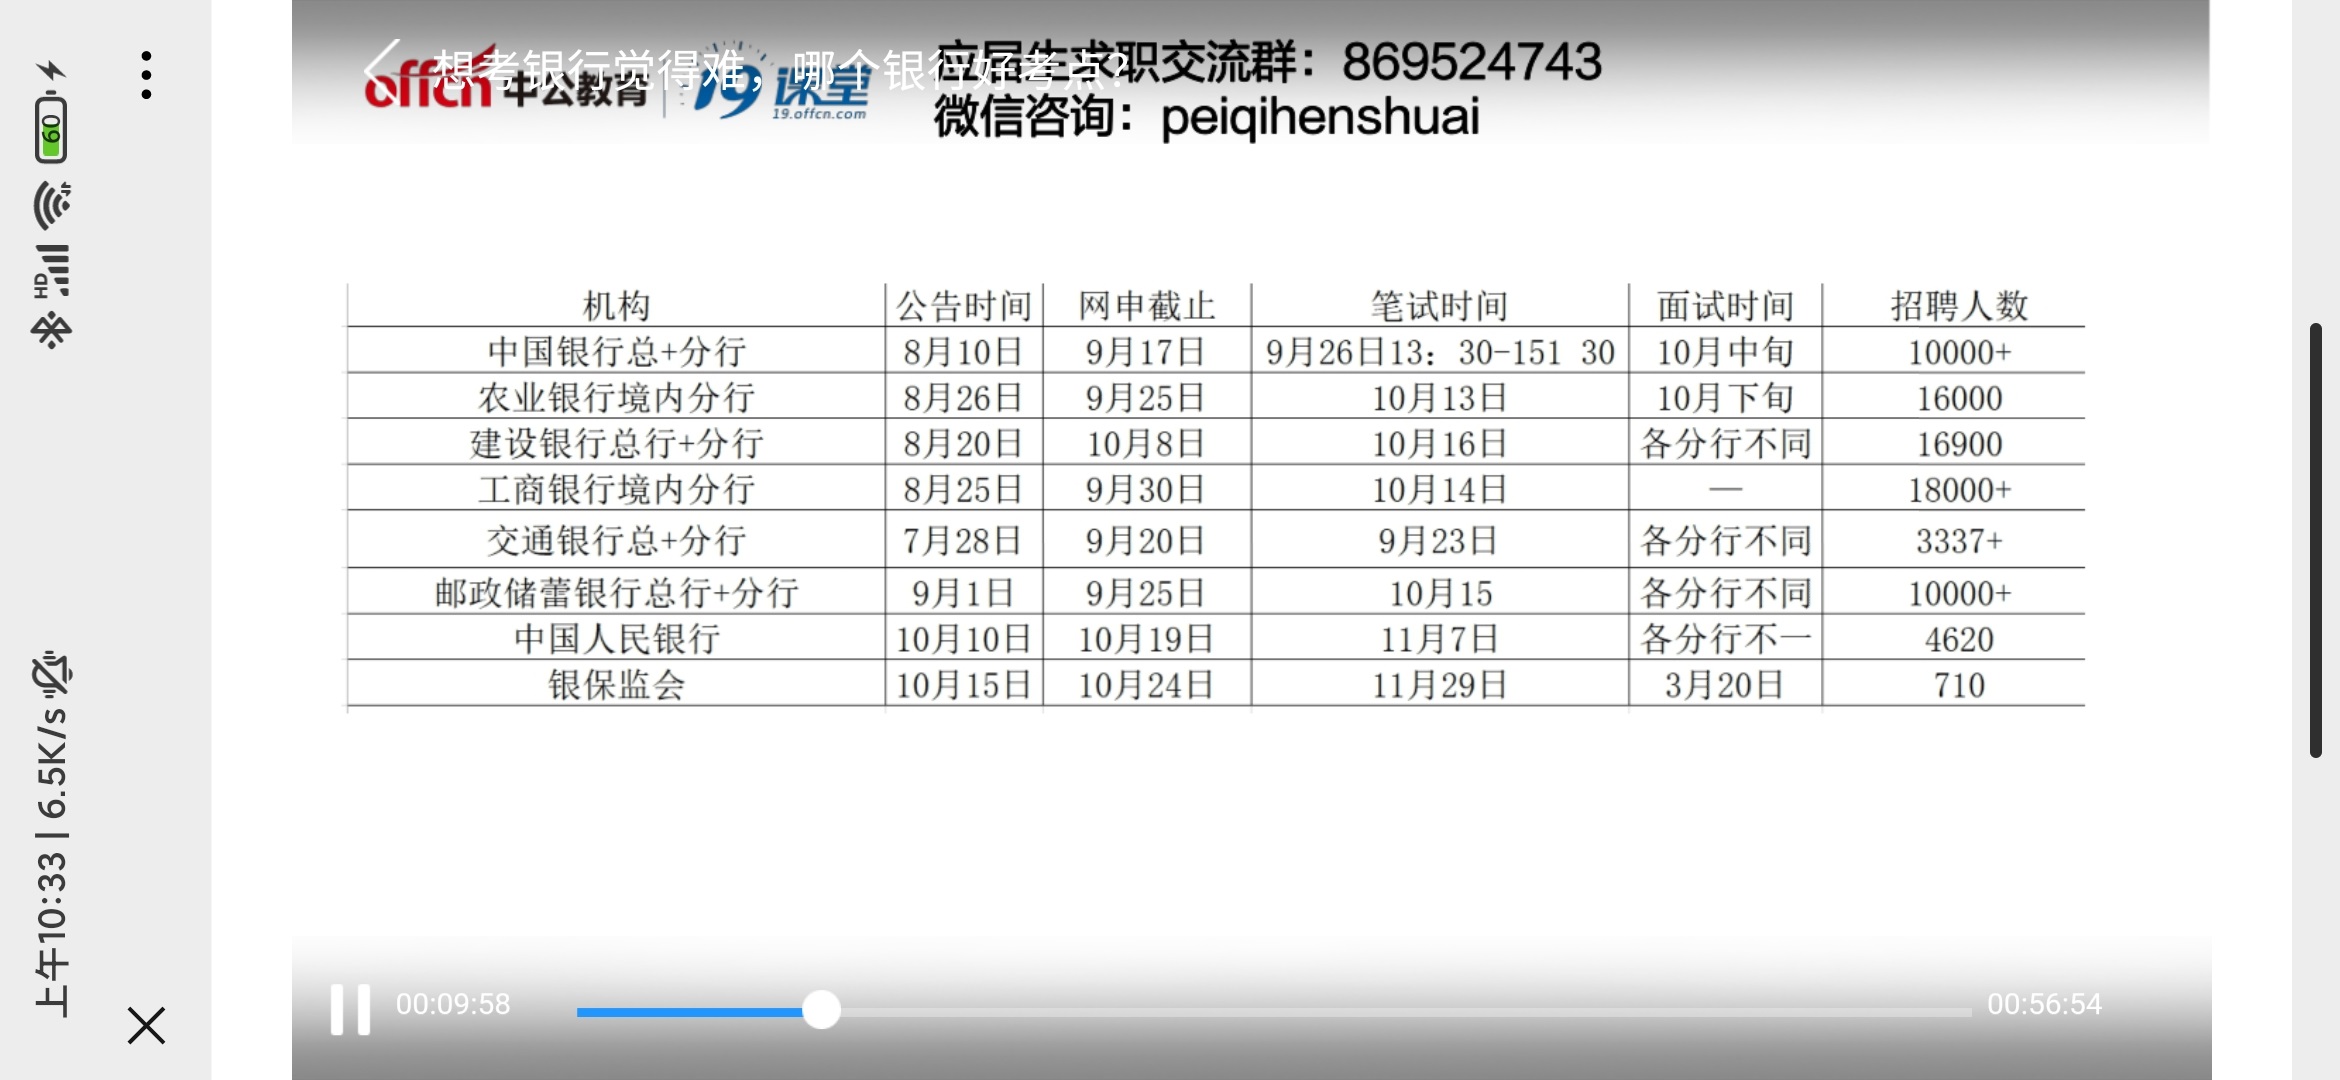 想考银行觉得难，哪个银行好考点？
应届生求职交流群：869524743
offcn 中公教育 19课堂
19.offcn.com
微信咨询：peiqihenshuai
机构 公告时间 网申截止 笔试时间 面试时间 招聘人数
中国银行总+分行 8月10日 9月17日 9月26日13：30-151 30 10月中旬 10000+
农业银行境内分行 8月26日 9月25日 10月13日 10月下旬 16000
建设银行总行+分行 8月20日 10月8日 10月16日 各分行不同 16900
工商银行境内分行 8月25日 9月30日 10月14日 — 18000+
交通银行总+分行 7月28日 9月20日 9月23日 各分行不同 3337+
邮政储蓄银行总行+分行 9月1日 9月25日 10月15 各分行不同 10000+
中国人民银行 10月10日 10月19日 11月7日 各分行不一 4620
银保监会 10月15日 10月24日 11月29日 3月20日 710
00:09:58 00:56:54
上午10:33 | 6.5K/s
HD
60